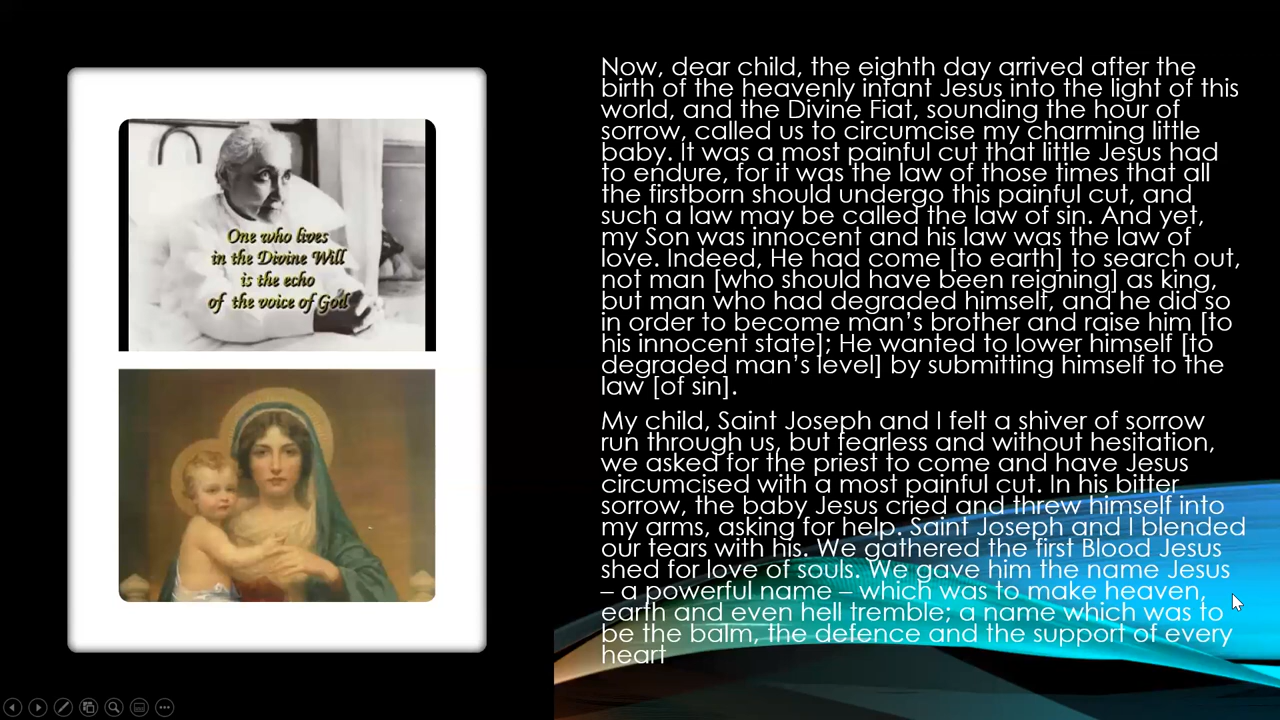 One who lives
in the Divine Will
is the echo
of the voice of God
Now, dear child, the eighth day arrived after the
birth of the heavenly infant Jesus into the light of this
world, and the Divine Fiat, sounding the hour of
sorrow, called us to circumcise my charming little
baby. It was a most painful cut that little Jesus had
to endure, for it was the law of those times that all
the firstborn should undergo this painful cut, and
such a law may be called the law of sin. And yet,
my Son was innocent and his law was the law of
love. Indeed, He had come [to earth] to search out,
not man [who should have been reigning] as king,
but man who had degraded himself, and he did so
in order to become man’s brother and raise him [to
his innocent state]; He wanted to lower himself [to
degraded man’s level] by submitting himself to the
law [of sin].
My child, Saint Joseph and I felt a shiver of sorrow
run through us, but fearless and without hesitation,
we asked for the priest to come and have Jesus
circumcised with a most painful cut. In his bitter
sorrow, the baby Jesus cried and threw himself into
my arms, asking for help. Saint Joseph and I blended
our tears with his. We gathered the first Blood Jesus
shed for love of souls. We gave him the name Jesus
– a powerful name – which was to make heaven,
earth and even hell tremble; a name which was to
be the balm, the defence and the support of every
heart